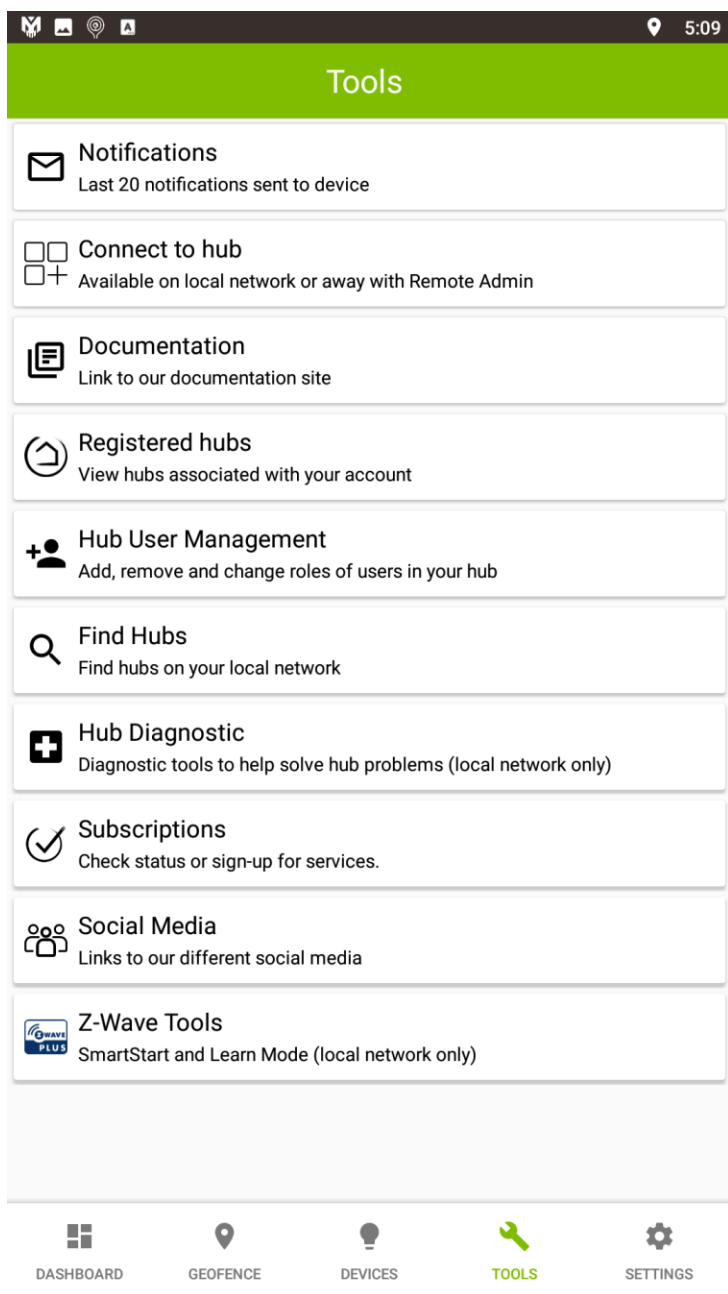 5:09
Tools
Notifications
Last 20 notifications sent to device
Connect to hub
Available on local network or away with Remote Admin
Documentation
Link to our documentation site
Registered hubs
View hubs associated with your account
Hub User Management
Add, remove and change roles of users in your hub
Find Hubs
Find hubs on your local network
Hub Diagnostic
Diagnostic tools to help solve hub problems (local network only)
Subscriptions
Check status or sign-up for services.
Social Media
Links to our different social media
Z-WAVE
PLUS
Z-Wave Tools
SmartStart and Learn Mode (local network only)
DASHBOARD GEOFENCE DEVICES TOOLS SETTINGS